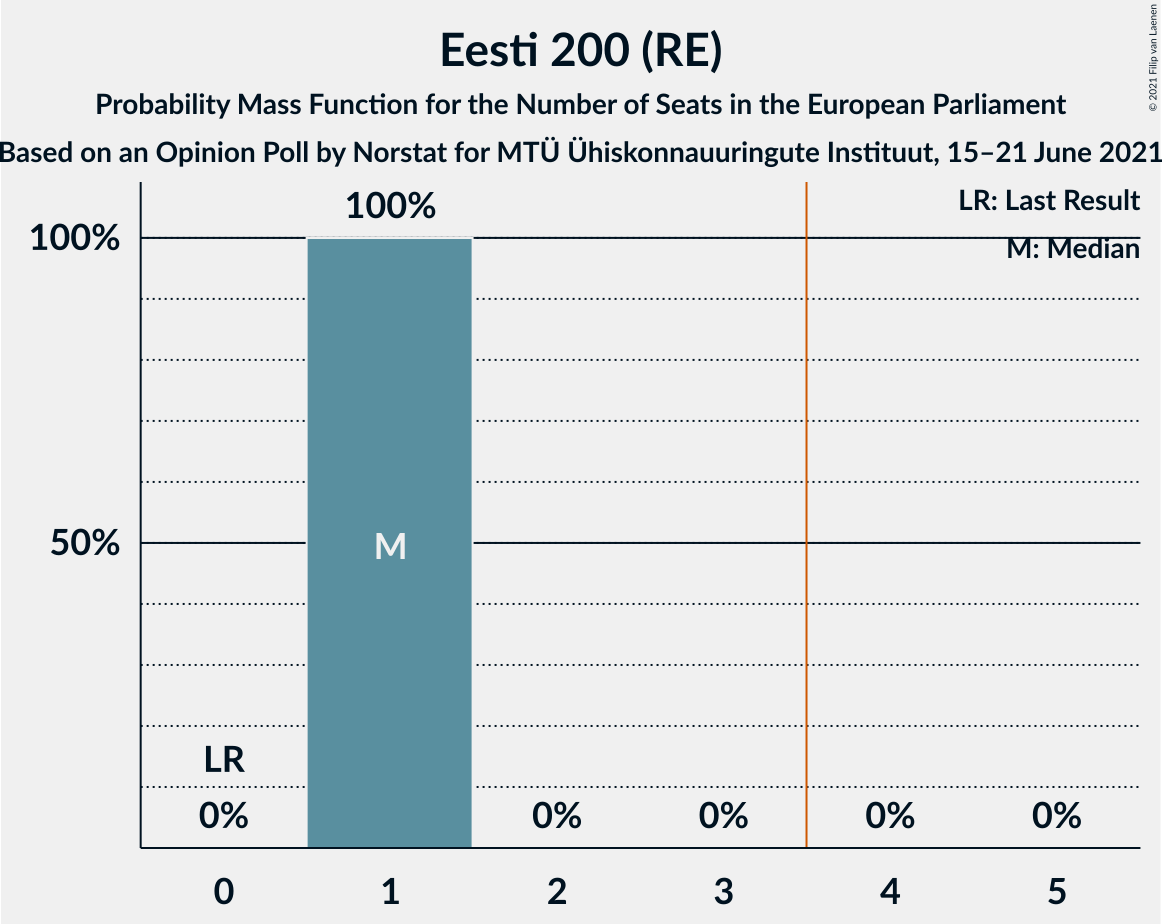 © 2021 Filip van Laenen
Eesti 200 (RE)
Probability Mass Function for the Number of Seats in the European Parliament
Based on an Opinion Poll by Norstat for MTÜ Ühiskonnauuringute Instituut, 15–21 June 2021
LR: Last Result
M: Median
100%
100%
50%
M
LR
0%
0%
0%
0%
0%
0
1
2
3
4
5